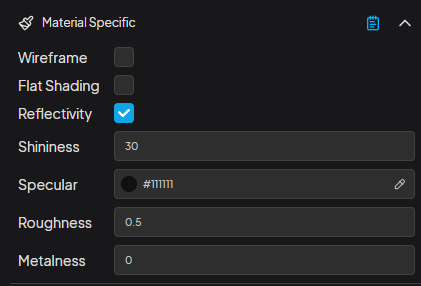 Material Specific
Wireframe
Flat Shading
Reflectivity
Shininess 30
Specular #111111
Roughness 0.5
Metalness 0